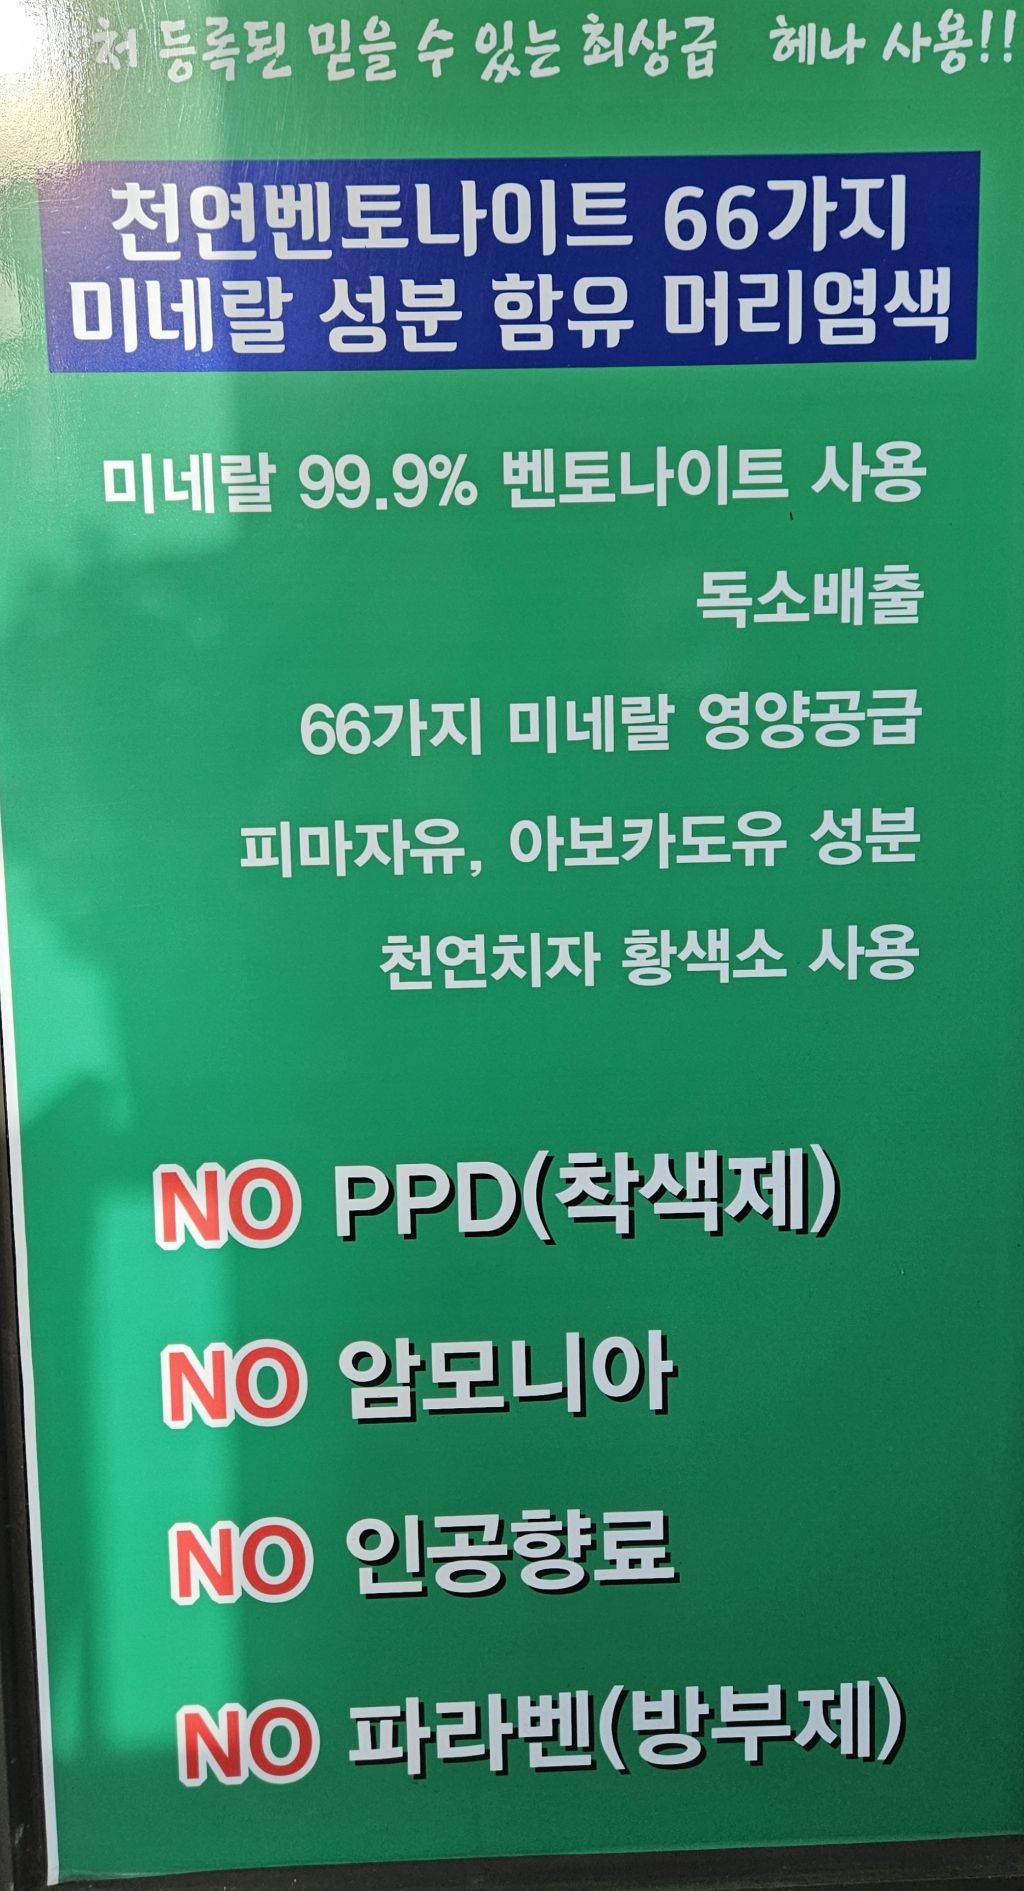 처 등록된 믿을 수 있는 최상급 헤나 사용!!
천연벤토나이트 66가지
미네랄 성분 함유 머리염색
미네랄 99.9% 벤토나이트 사용
독소배출
66가지 미네랄 영양공급
피마자유, 아보카도유 성분
천연치자 황색소 사용
NO PPD(착색제)
NO 암모니아
NO 인공향료
NO 파라벤(방부제)